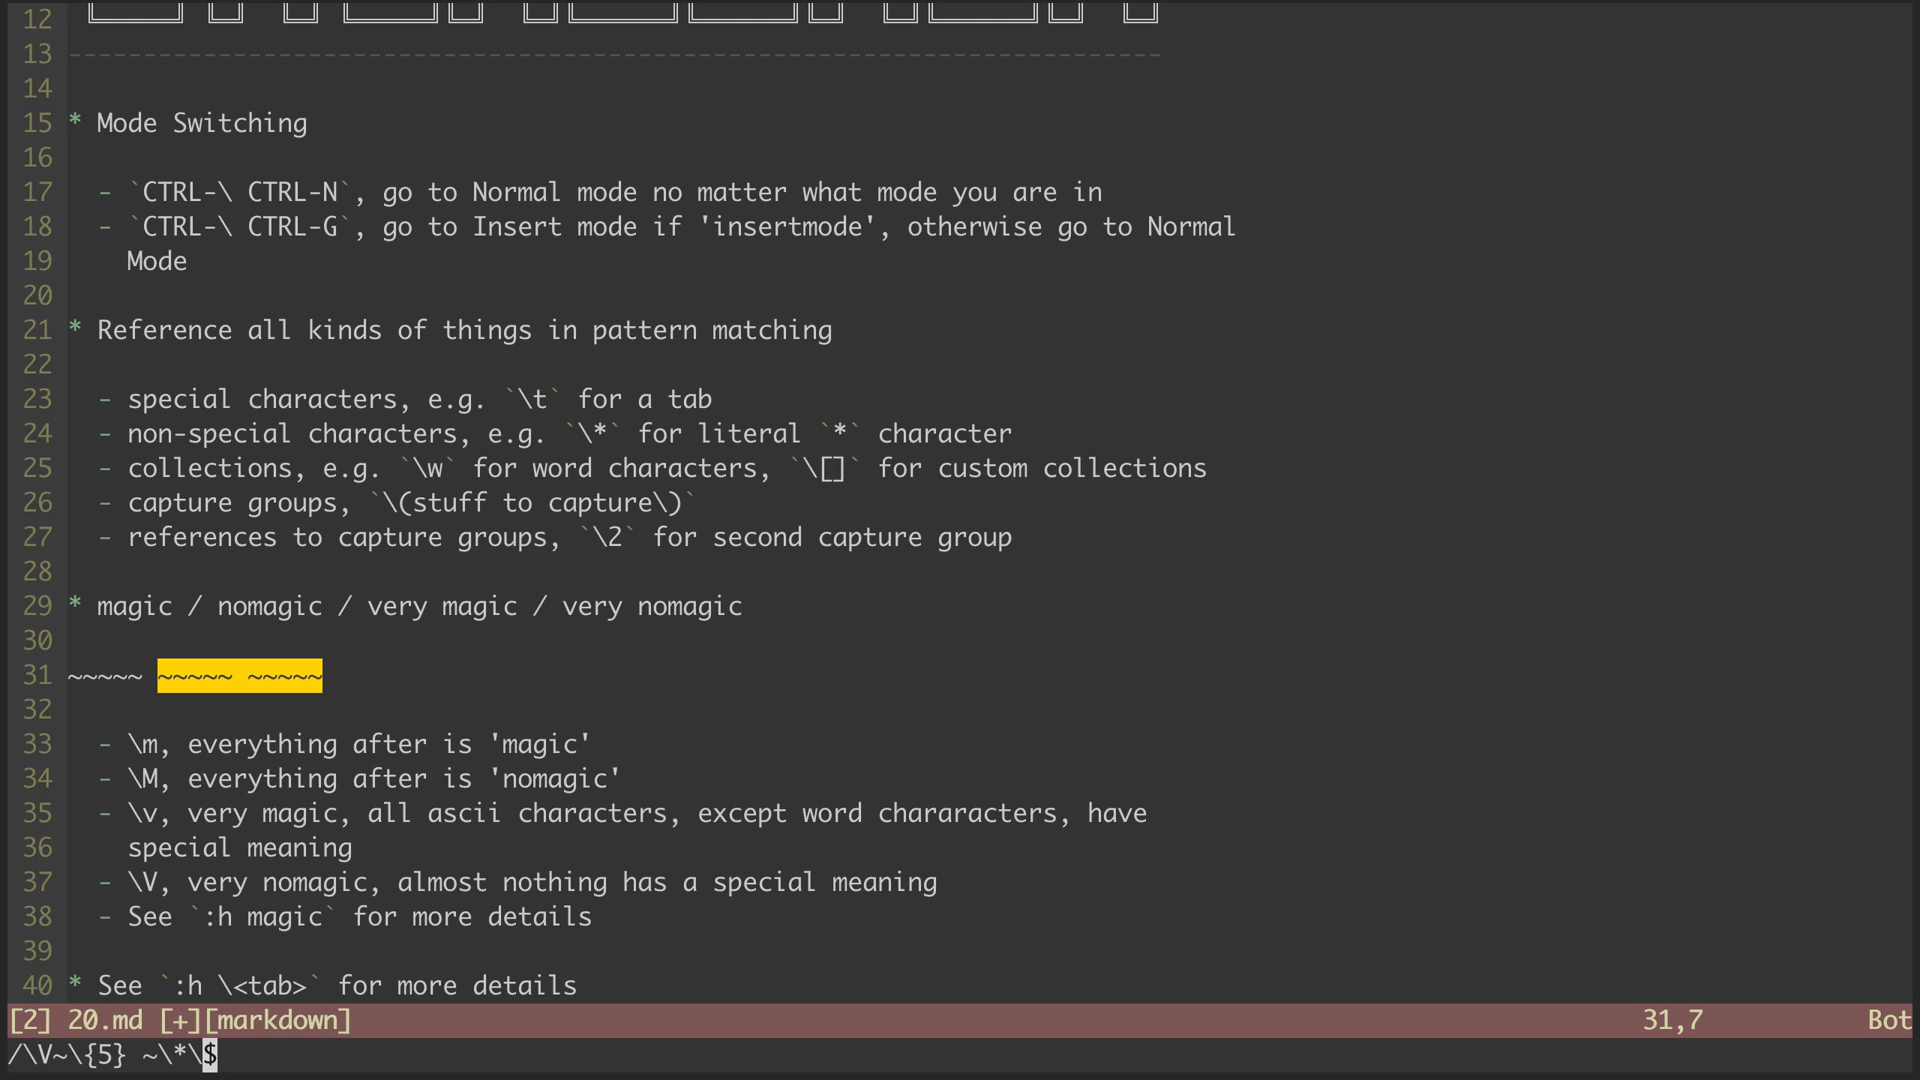 12 ╚═════╝ ╚═╝  ╚═╝ ╚═════╝╚═╝  ╚═╝╚══════╝╚══════╝╚═╝  ╚═╝╚══════╝╚═╝  ╚═╝
13 -------------------------------------------------------------------------
14
15 * Mode Switching
16
17   - `CTRL-\ CTRL-N`, go to Normal mode no matter what mode you are in
18   - `CTRL-\ CTRL-G`, go to Insert mode if 'insertmode', otherwise go to Normal
19     Mode
20
21 * Reference all kinds of things in pattern matching
22
23   - special characters, e.g. `\t` for a tab
24   - non-special characters, e.g. `\*` for literal `*` character
25   - collections, e.g. `\w` for word characters, `\[]` for custom collections
26   - capture groups, `\(stuff to capture\)`
27   - references to capture groups, `\2` for second capture group
28
29 * magic / nomagic / very magic / very nomagic
30
31 ~~~~~ ~~~~~ ~~~~~
32
33   - \m, everything after is 'magic'
34   - \M, everything after is 'nomagic'
35   - \v, very magic, all ascii characters, except word chararacters, have
36     special meaning
37   - \V, very nomagic, almost nothing has a special meaning
38   - See `:h magic` for more details
39
40 * See `:h \<tab>` for more details
[2] 20.md [+][markdown] 31,7 Bot
/\V~\{5} ~\*\$